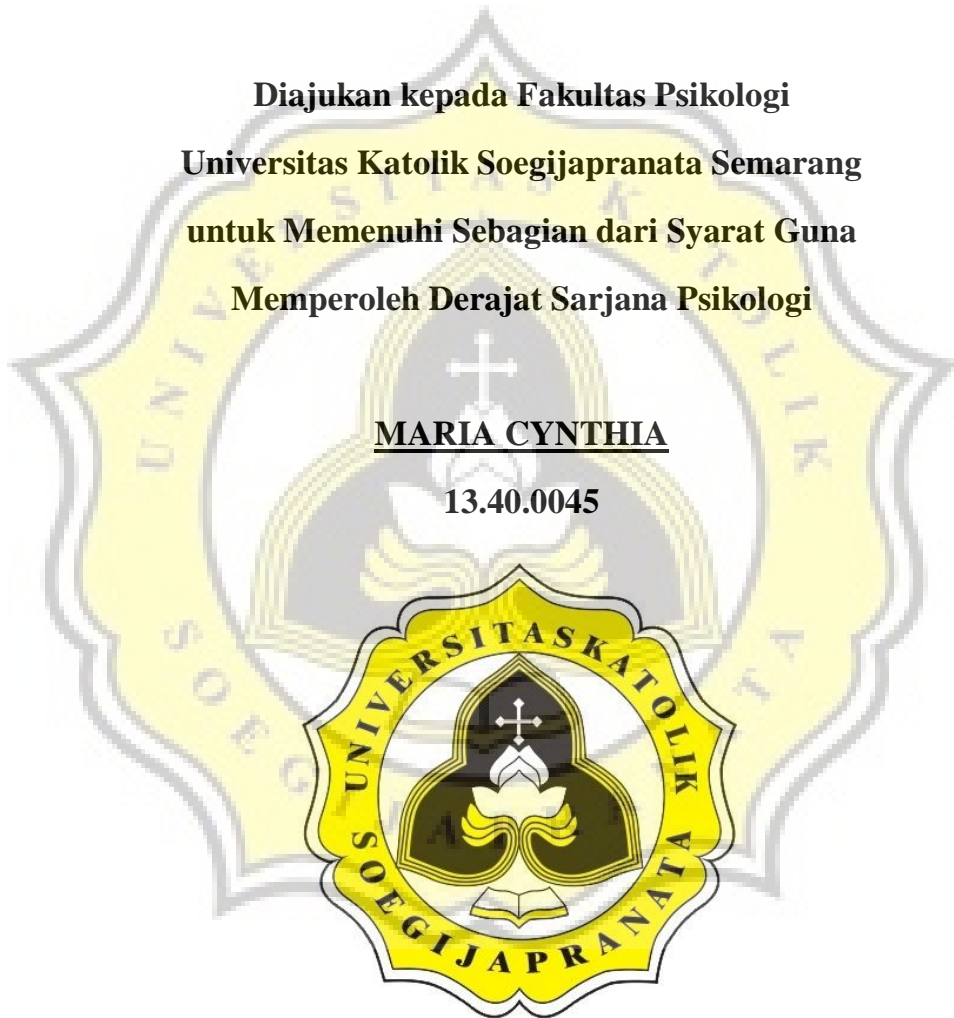 Diajukan kepada Fakultas Psikologi
Universitas Katolik Soegijapranata Semarang
untuk Memenuhi Sebagian dari Syarat Guna
Memperoleh Derajat Sarjana Psikologi
MARIA CYNTHIA
13.40.0045
UNIVERSITAS KATOLIK
SOEGIJAPRANATA